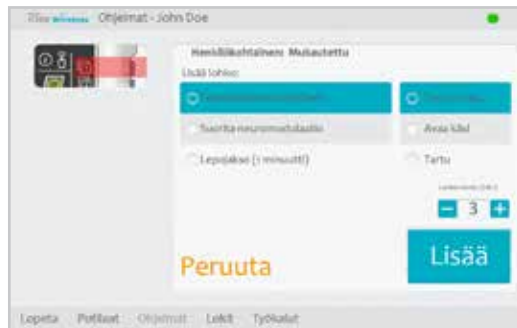 Ohjelmat - John Doe
Henkilökohtainen: Mukautettu
Lisää lohko:
Suorita neuromodulaatio
Avaa käsi
Lepojakso (1 minuutti)
Tartu
3
Peruuta
Lisää
Lopeta Potilaat Ohjelmat Lokit Työkalut